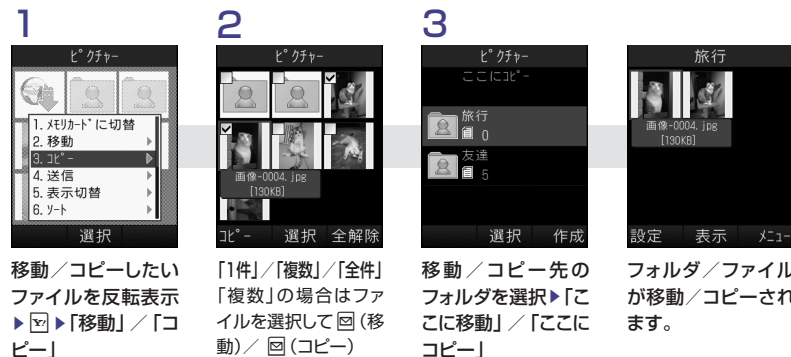 1
ピクチャー
1. メモリカードに切替
2. 移動
3. コピー
4. 送信
5. 表示切替
6. ソート
選択
移動／コピーしたい
ファイルを反転表示
▶ Y! ▶「移動」／「コ
ピー」
2
ピクチャー
画像-0004.jpg
[130KB]
コピー 選択 全解除
「1件」／「複数」／「全件」
「複数」の場合はファ
イルを選択して✉(移
動)／✉(コピー)
3
ピクチャー
ここにコピー
旅行
0
友達
5
選択 作成
移動／コピー先の
フォルダを選択▶「こ
こに移動」／「ここに
コピー」
旅行
画像-0004.jpg
[130KB]
設定 表示 メニュー
フォルダ／ファイル
が移動／コピーされ
ます。